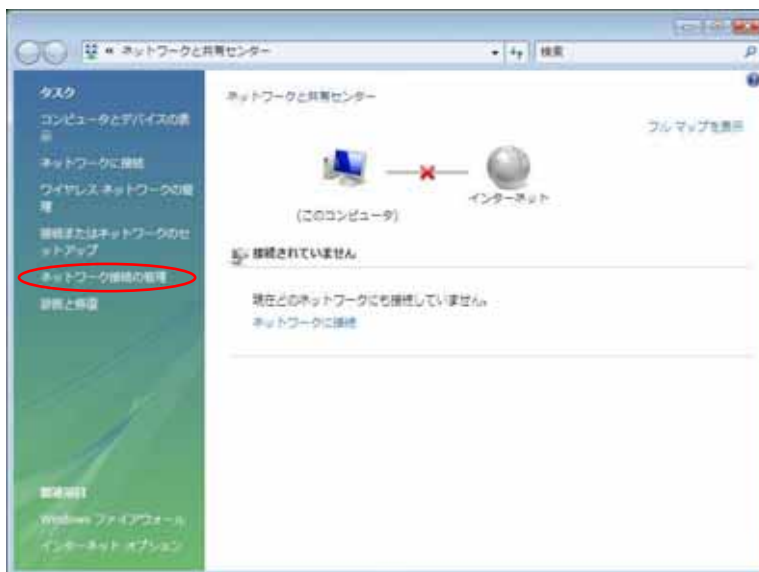 ネットワークと共有センター
検索
タスク
ネットワークと共有センター
コンピュータとデバイスの表
示
フル マップを表示
ネットワークに接続
ワイヤレス ネットワークの管
理
インターネット
(このコンピュータ)
接続またはネットワークのセ
ットアップ
接続されていません
ネットワーク接続の管理
診断と修復
現在どのネットワークにも接続していません。
ネットワークに接続
関連項目
Windows ファイアウォール
インターネット オプション